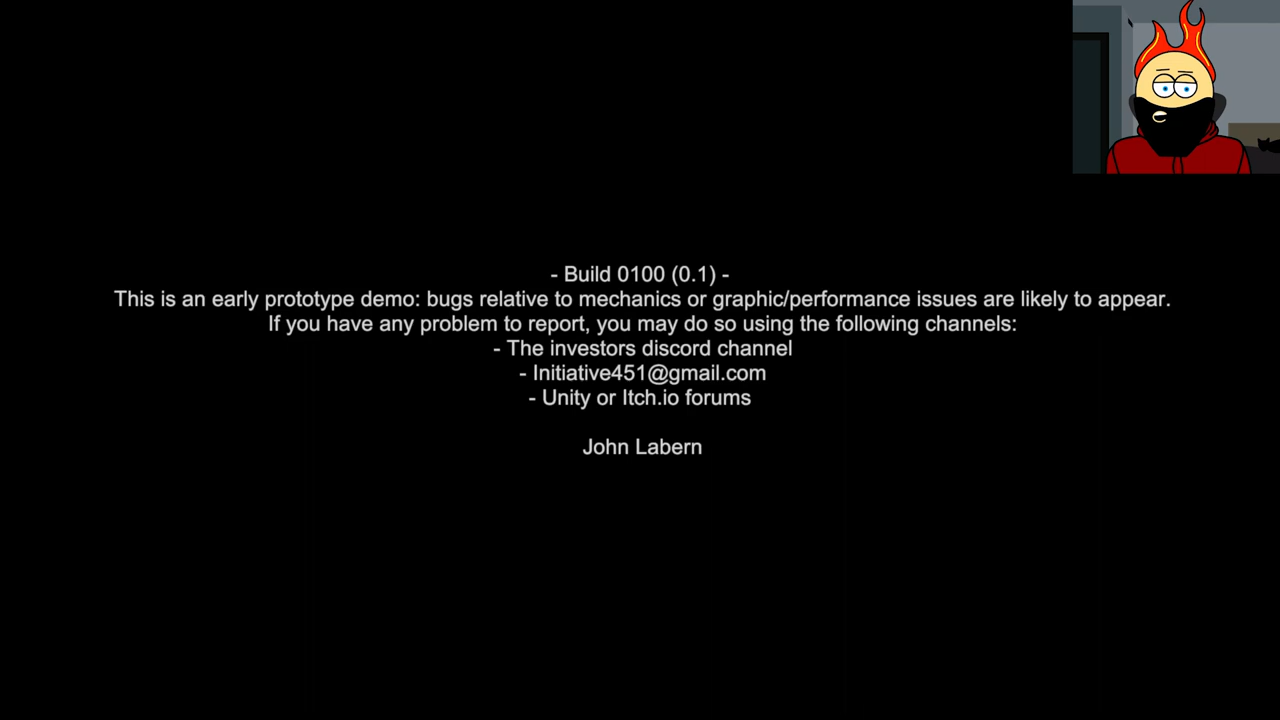 - Build 0100 (0.1) -
This is an early prototype demo: bugs relative to mechanics or graphic/performance issues are likely to appear.
If you have any problem to report, you may do so using the following channels:
- The investors discord channel
- Initiative451@gmail.com
- Unity or Itch.io forums
John Labern